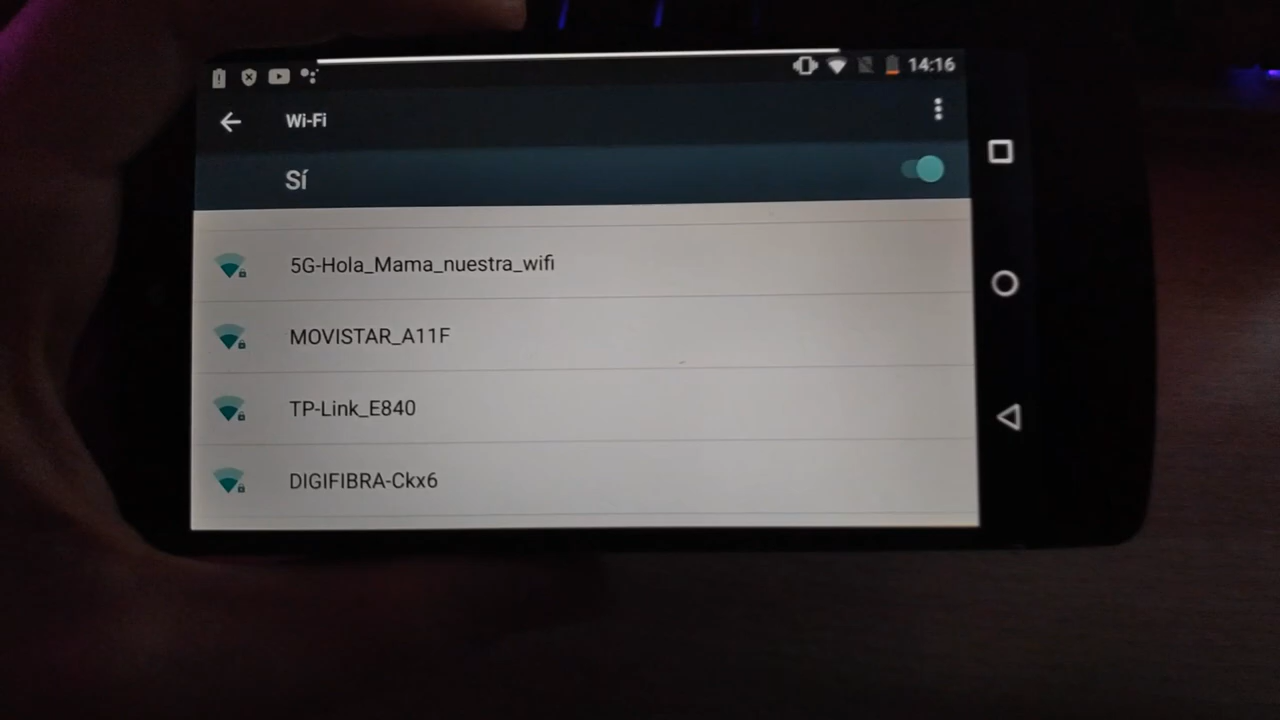 14:16
Wi-Fi
Sí
5G-Hola_Mama_nuestra_wifi
MOVISTAR_A11F
TP-Link_E840
DIGIFIBRA-Ckx6